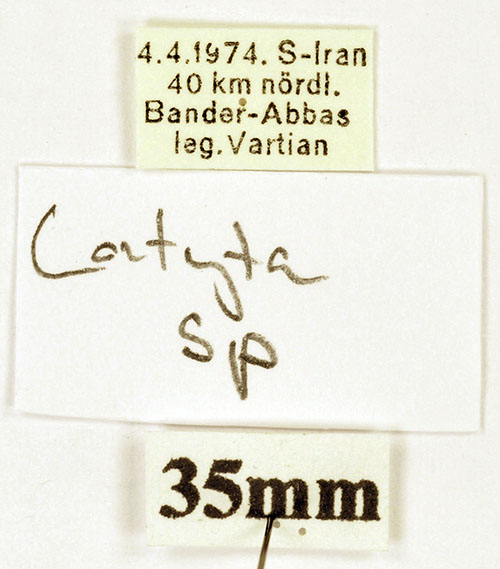 4.4.1974. S-Iran
40 km nördl.
Bander-Abbas
leg. Vartian
Cortyta
sp
35mm